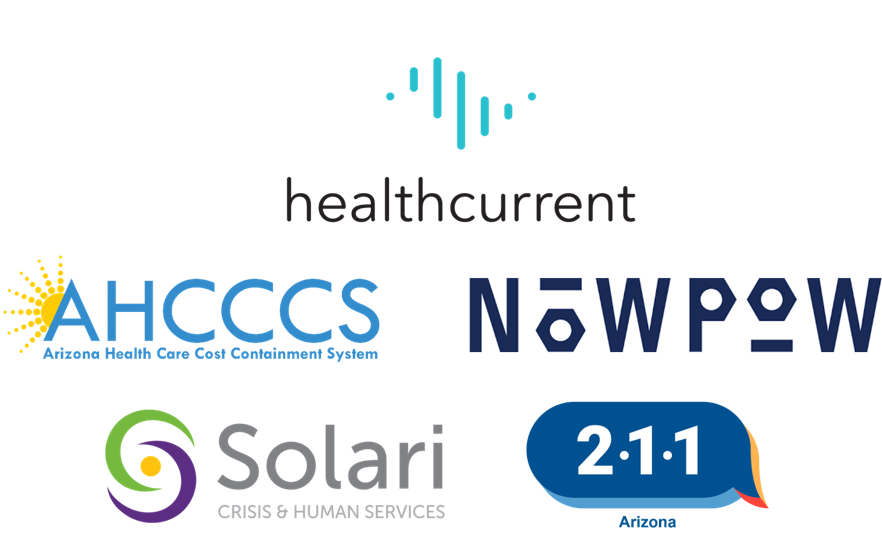 healthcurrent
AHCCCS
Arizona Health Care Cost Containment System
NOWPOW
Solari
CRISIS & HUMAN SERVICES
2·1·1
Arizona